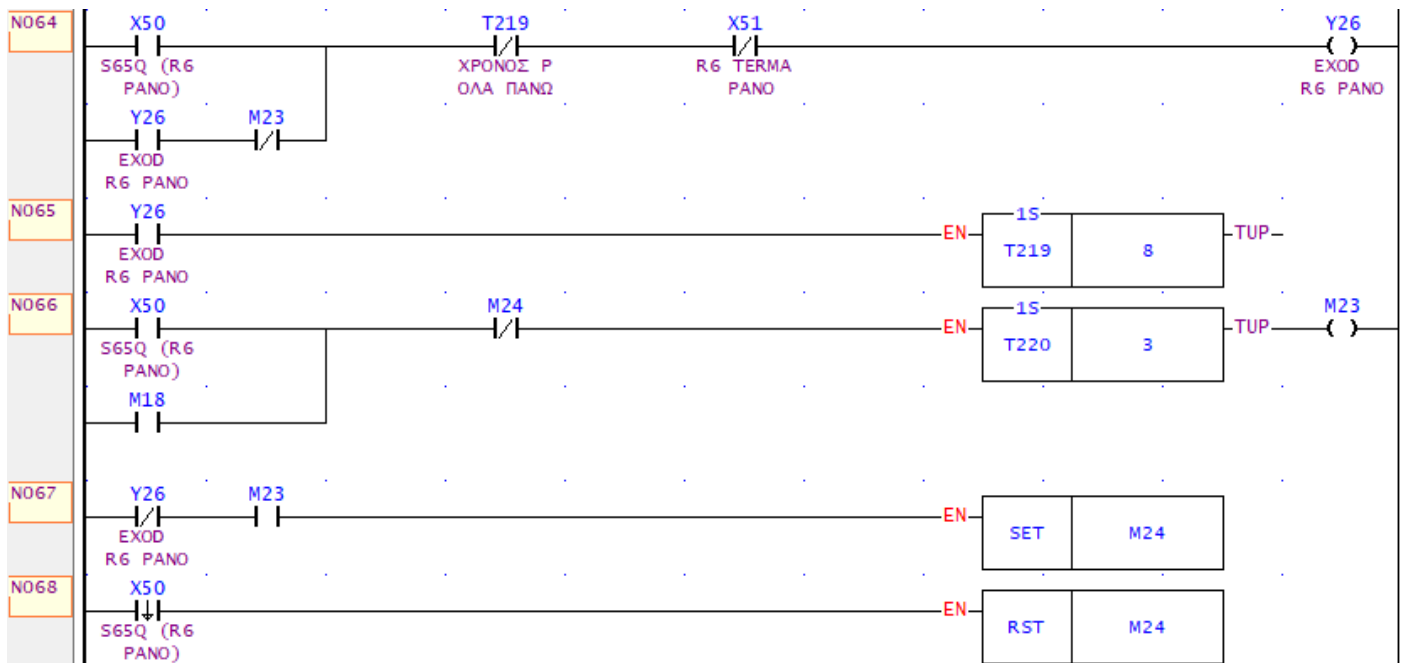 N064 X50 T219 X51 Y26
S65Q (R6 ΧΡΟΝΟΣ Ρ R6 TERMA EXOD
PANO) ΟΛΑ ΠΑΝΩ PANO R6 PANO
Y26 M23
EXOD
R6 PANO
N065 Y26 1S
EN T219 8 TUP
EXOD
R6 PANO
N066 X50 M24 1S M23
EN T220 3 TUP
S65Q (R6
PANO)
M18
N067 Y26 M23
EN SET M24
EXOD
R6 PANO
N068 X50
EN RST M24
S65Q (R6
PANO)